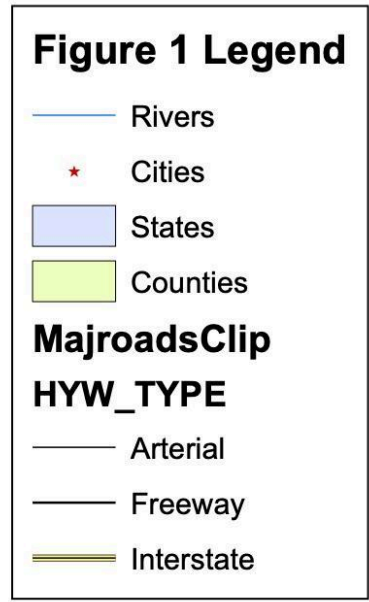 Figure 1 Legend
Rivers
Cities
States
Counties
MajroadsClip
HYW_TYPE
Arterial
Freeway
Interstate